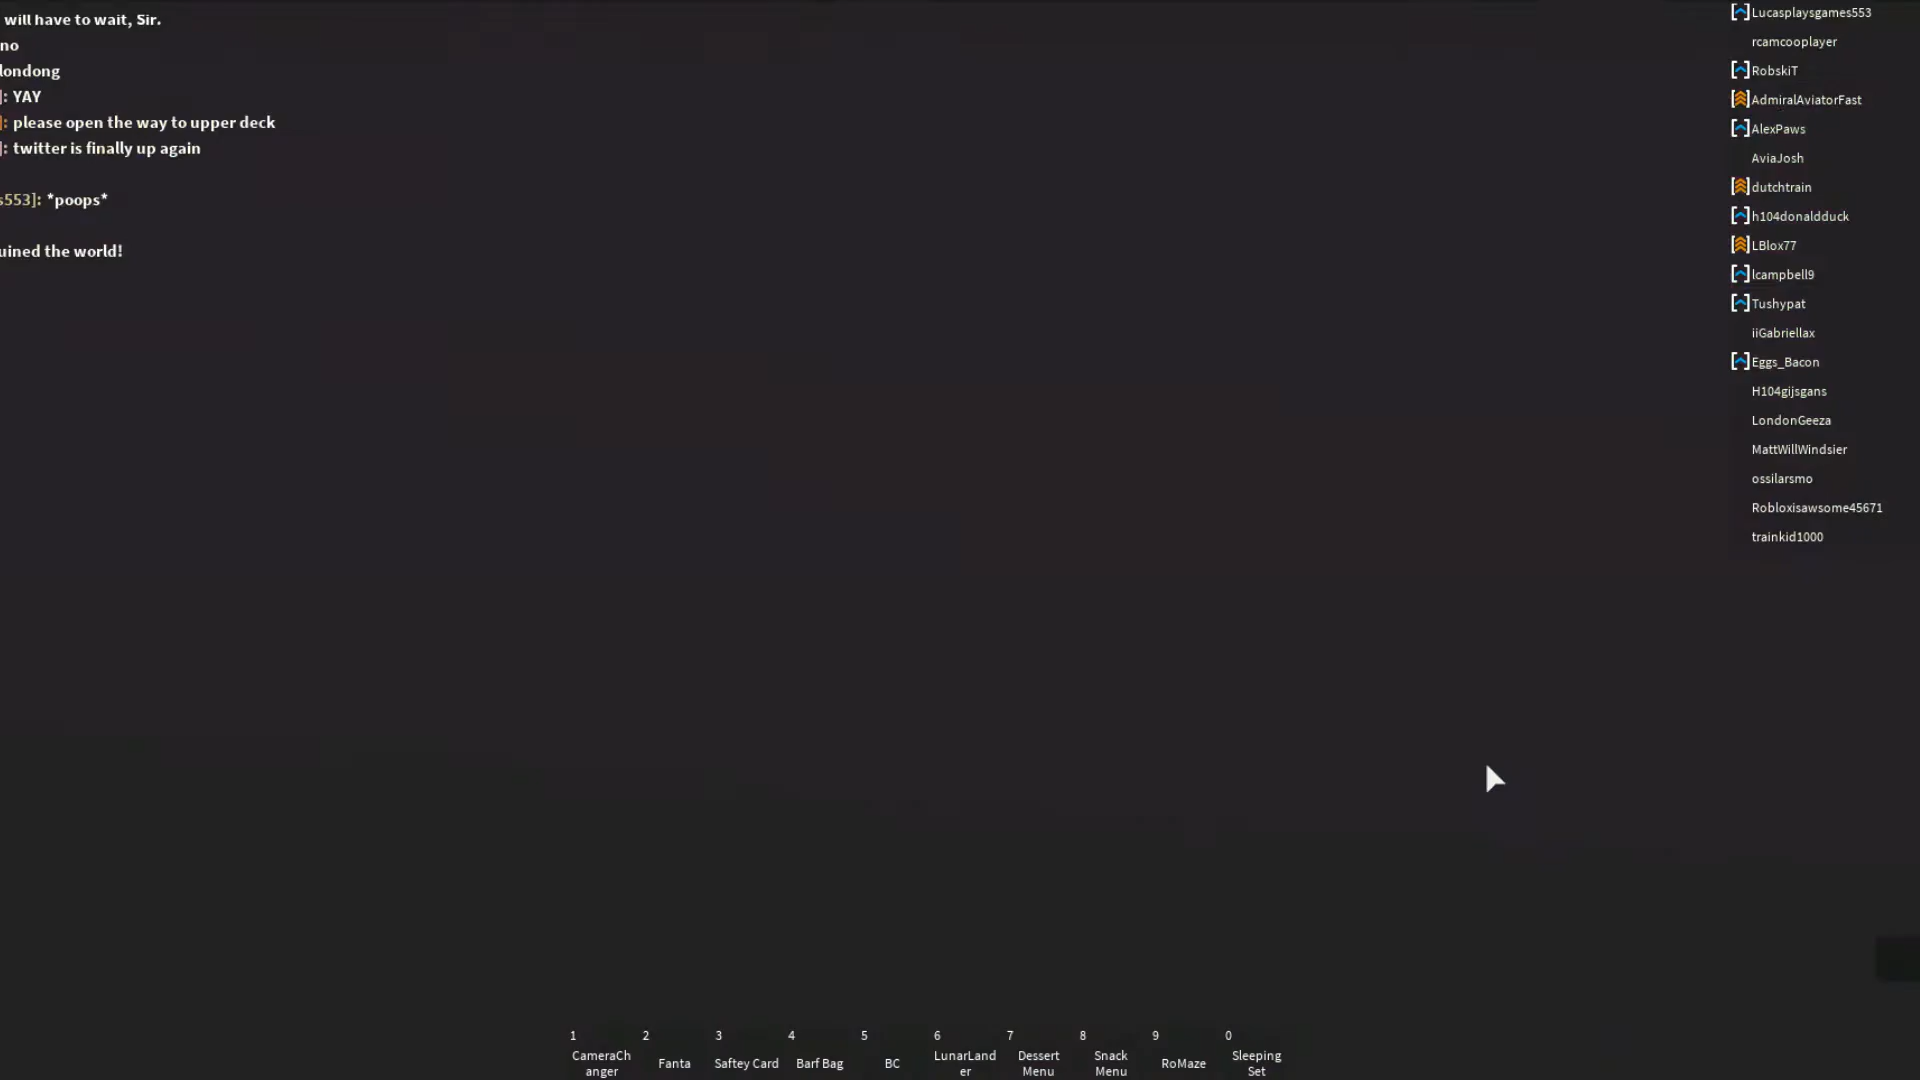 will have to wait, Sir.
no
londong
]: YAY
]: please open the way to upper deck
]: twitter is finally up again
s553]: *poops*
uined the world!
Lucasplaysgames553
rcamcooplayer
RobskiT
AdmiralAviatorFast
AlexPaws
AviaJosh
dutchtrain
h104donaldduck
LBlox77
lcampbell9
Tushypat
iiGabriellax
Eggs_Bacon
H104gijsgans
LondonGeeza
MattWillWindsier
ossilarsmo
Robloxisawsome45671
trainkid1000
1 2 3 4 5 6 7 8 9 0
CameraCh
anger
Fanta
Saftey Card
Barf Bag
BC
LunarLand
er
Dessert
Menu
Snack
Menu
RoMaze
Sleeping
Set